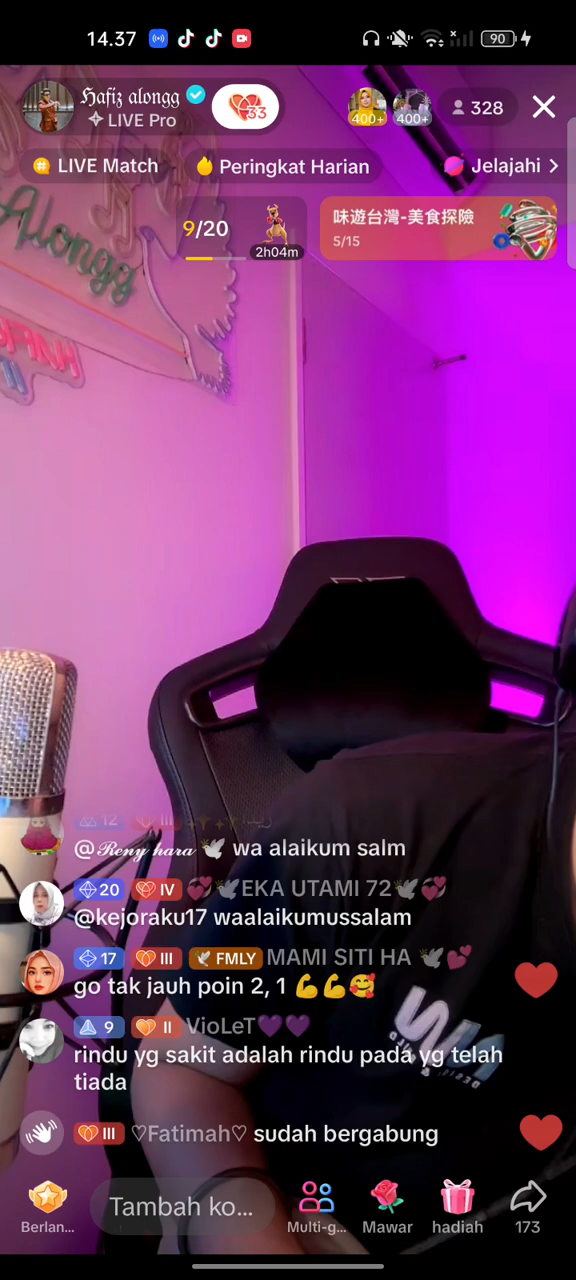 14.37
90
Hafiz alongg
LIVE Pro
33
400+
400+
328
LIVE Match
Peringkat Harian
Jelajahi
9/20
2h04m
味遊台灣-美食探險
5/15
Alongg
12 III
@Reny hara 🕊 wa alaikum salm
20 IV 💞🕊EKA UTAMI 72🕊💞
@kejoraku17 waalaikumussalam
17 III FMLY MAMI SITI HA 🕊💕
go tak jauh poin 2, 1 💪💪🥰
9 II VioLeT💜💜
rindu yg sakit adalah rindu pada yg telah
tiada
III ♡Fatimah♡ sudah bergabung
Berlan...
Tambah ko...
Multi-g...
Mawar
hadiah
173